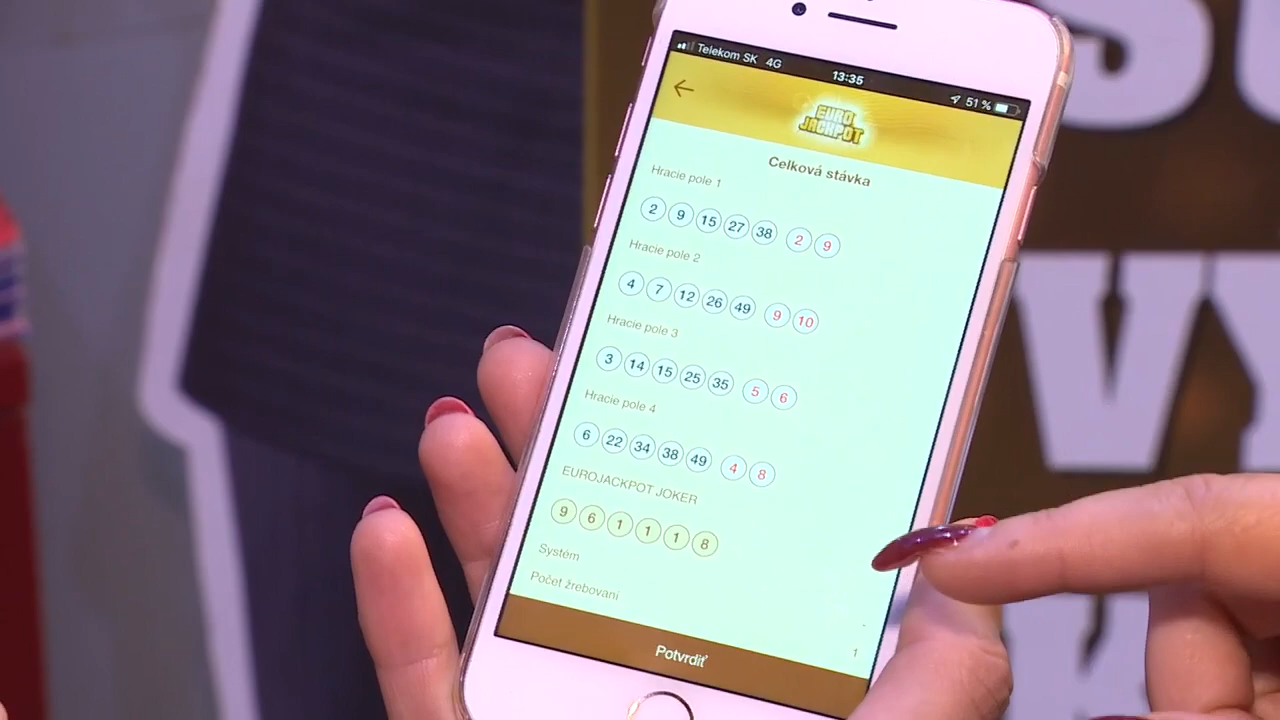 Telekom SK 4G 13:35 51 %
EURO
JACKPOT
Celková stávka
Hracie pole 1
2 9 15 27 38 2 9
Hracie pole 2
4 7 12 26 49 9 10
Hracie pole 3
3 14 15 25 35 5 6
Hracie pole 4
6 22 34 38 49 4 8
EUROJACKPOT JOKER
9 6 1 1 1 8
Systém
Počet žrebovaní
1
Potvrdiť